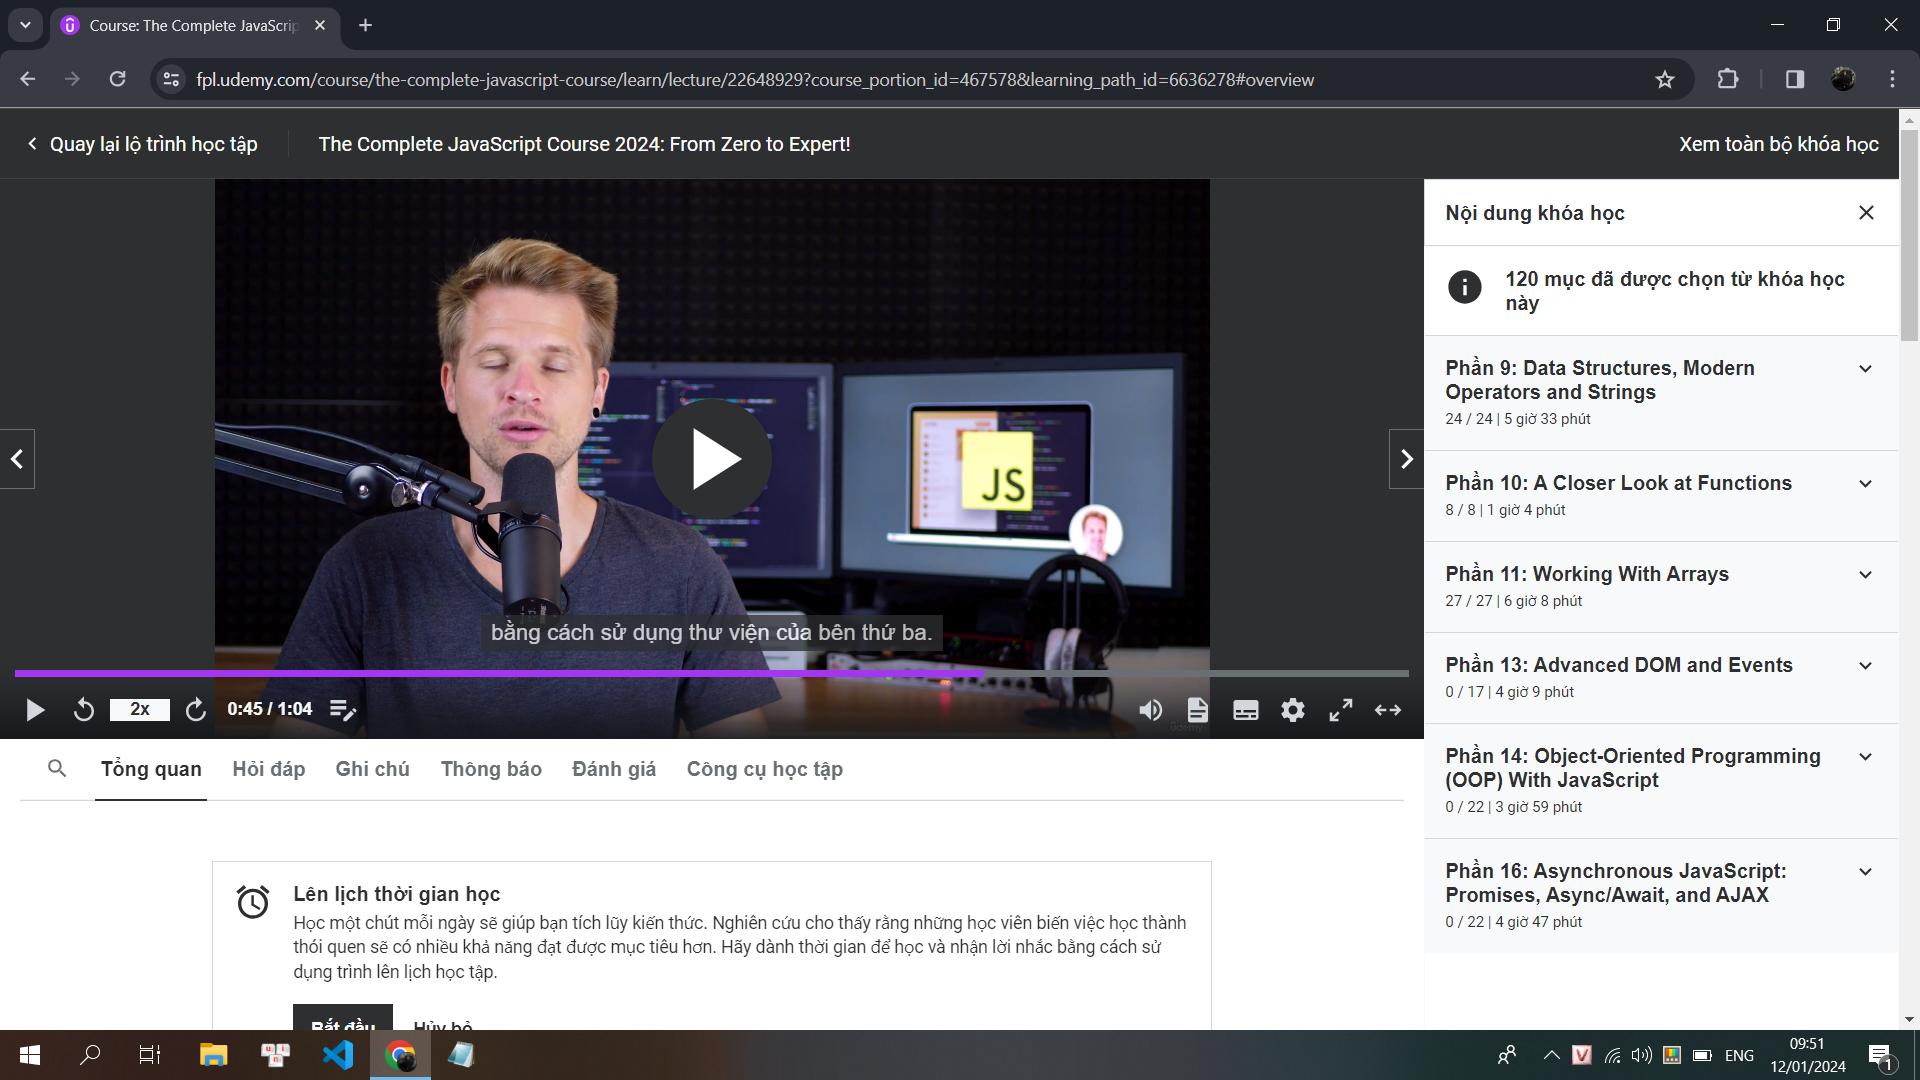 Course: The Complete JavaScrip
fpl.udemy.com/course/the-complete-javascript-course/learn/lecture/22648929?course_portion_id=467578&learning_path_id=6636278#overview
Quay lại lộ trình học tập
The Complete JavaScript Course 2024: From Zero to Expert!
Xem toàn bộ khóa học
JS
bằng cách sử dụng thư viện của bên thứ ba.
2x
0:45 / 1:04
Udemy
Nội dung khóa học
120 mục đã được chọn từ khóa học
này
Phần 9: Data Structures, Modern
Operators and Strings
24 / 24 | 5 giờ 33 phút
Phần 10: A Closer Look at Functions
8 / 8 | 1 giờ 4 phút
Phần 11: Working With Arrays
27 / 27 | 6 giờ 8 phút
Phần 13: Advanced DOM and Events
0 / 17 | 4 giờ 9 phút
Phần 14: Object-Oriented Programming
(OOP) With JavaScript
0 / 22 | 3 giờ 59 phút
Phần 16: Asynchronous JavaScript:
Promises, Async/Await, and AJAX
0 / 22 | 4 giờ 47 phút
Tổng quan
Hỏi đáp
Ghi chú
Thông báo
Đánh giá
Công cụ học tập
Lên lịch thời gian học
Học một chút mỗi ngày sẽ giúp bạn tích lũy kiến thức. Nghiên cứu cho thấy rằng những học viên biến việc học thành
thói quen sẽ có nhiều khả năng đạt được mục tiêu hơn. Hãy dành thời gian để học và nhận lời nhắc bằng cách sử
dụng trình lên lịch học tập.
Bắt đầu
Hủy bỏ
ENG
09:51
12/01/2024
1